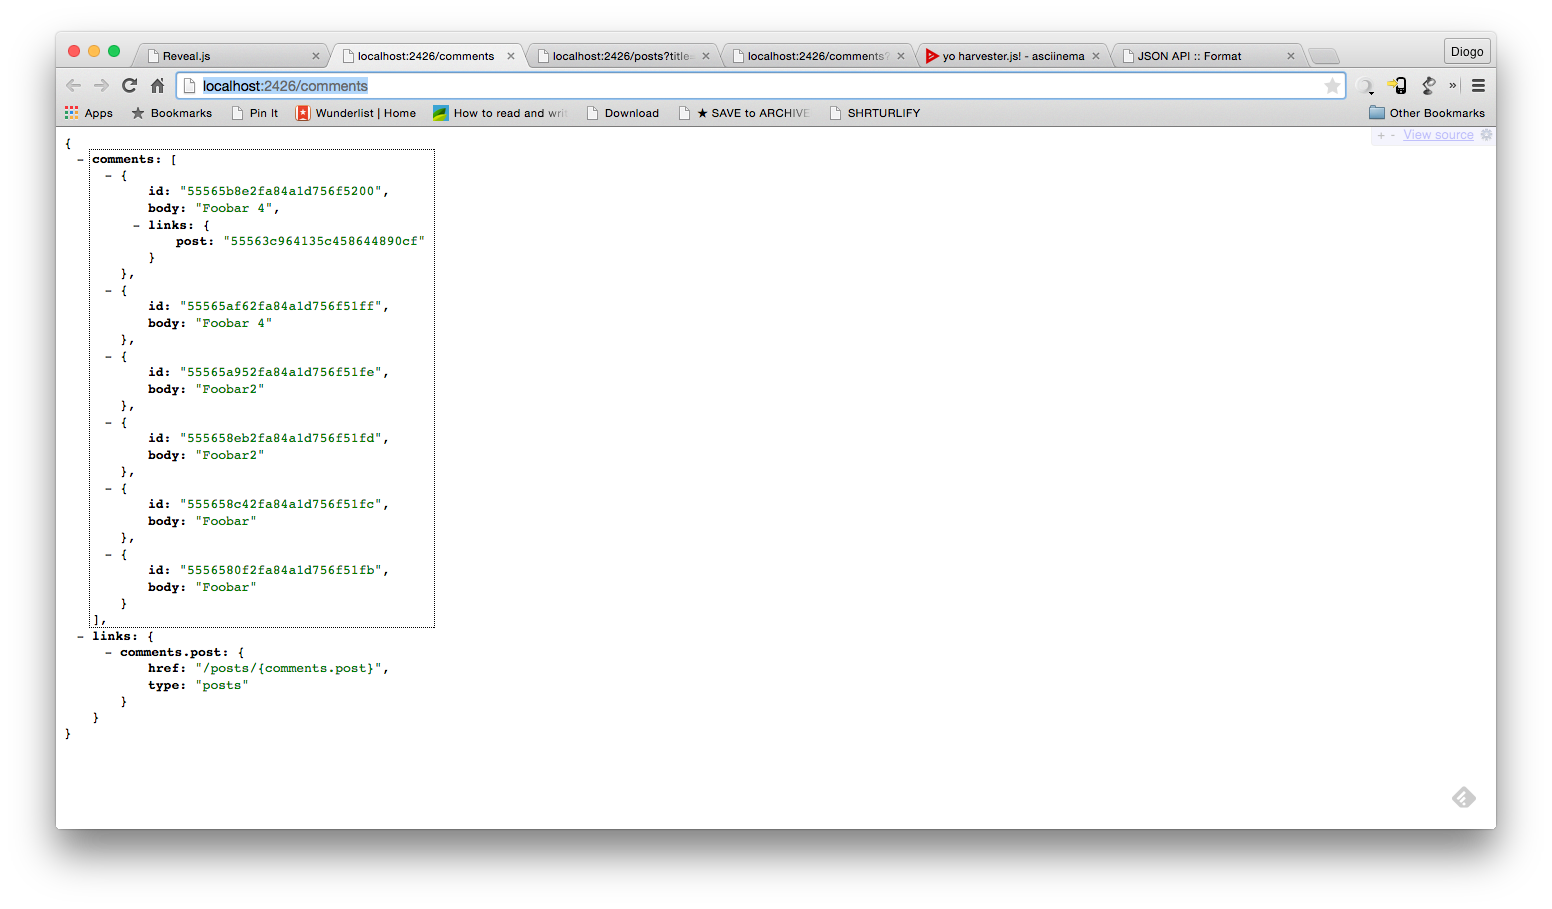 Reveal.js
localhost:2426/comments
localhost:2426/posts?title
localhost:2426/comments?
yo harvester.js! - asciinema
JSON API :: Format
Diogo
localhost:2426/comments
»
Apps
Bookmarks
Pin It
Wunderlist | Home
How to read and writ
Download
★ SAVE to ARCHIVE
SHRTURLIFY
Other Bookmarks
+ - View source
{
- comments: [
- {
id: "55565b8e2fa84a1d756f5200",
body: "Foobar 4",
- links: {
post: "55563c964135c458644890cf"
}
},
- {
id: "55565af62fa84a1d756f51ff",
body: "Foobar 4"
},
- {
id: "55565a952fa84a1d756f51fe",
body: "Foobar2"
},
- {
id: "555658eb2fa84a1d756f51fd",
body: "Foobar2"
},
- {
id: "555658c42fa84a1d756f51fc",
body: "Foobar"
},
- {
id: "5556580f2fa84a1d756f51fb",
body: "Foobar"
}
],
- links: {
- comments.post: {
href: "/posts/{comments.post}",
type: "posts"
}
}
}